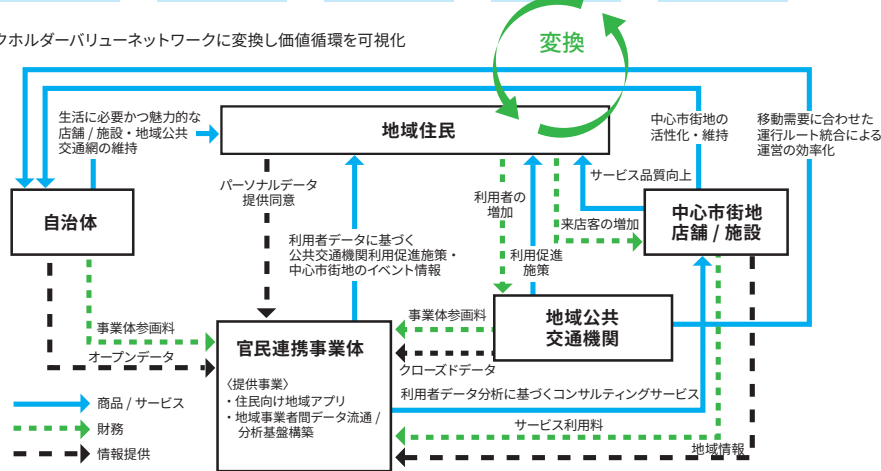 クホルダーバリューネットワークに変換し価値循環を可視化
変換
生活に必要かつ魅力的な
店舗 / 施設・地域公共
交通網の維持
地域住民
中心市街地の
活性化・維持
移動需要に合わせた
運行ルート統合による
運営の効率化
パーソナルデータ
提供同意
利用者の
増加
サービス品質向上
自治体
来店客の増加
中心市街地
店舗 / 施設
利用者データに基づく
公共交通機関利用促進施策・
中心市街地のイベント情報
利用促進
施策
事業体参画料
オープンデータ
官民連携事業体
〈提供事業〉
・住民向け地域アプリ
・地域事業者間データ流通 /
分析基盤構築
事業体参画料
クローズドデータ
地域公共
交通機関
利用者データ分析に基づくコンサルティングサービス
サービス利用料
地域情報
商品 / サービス
財務
情報提供